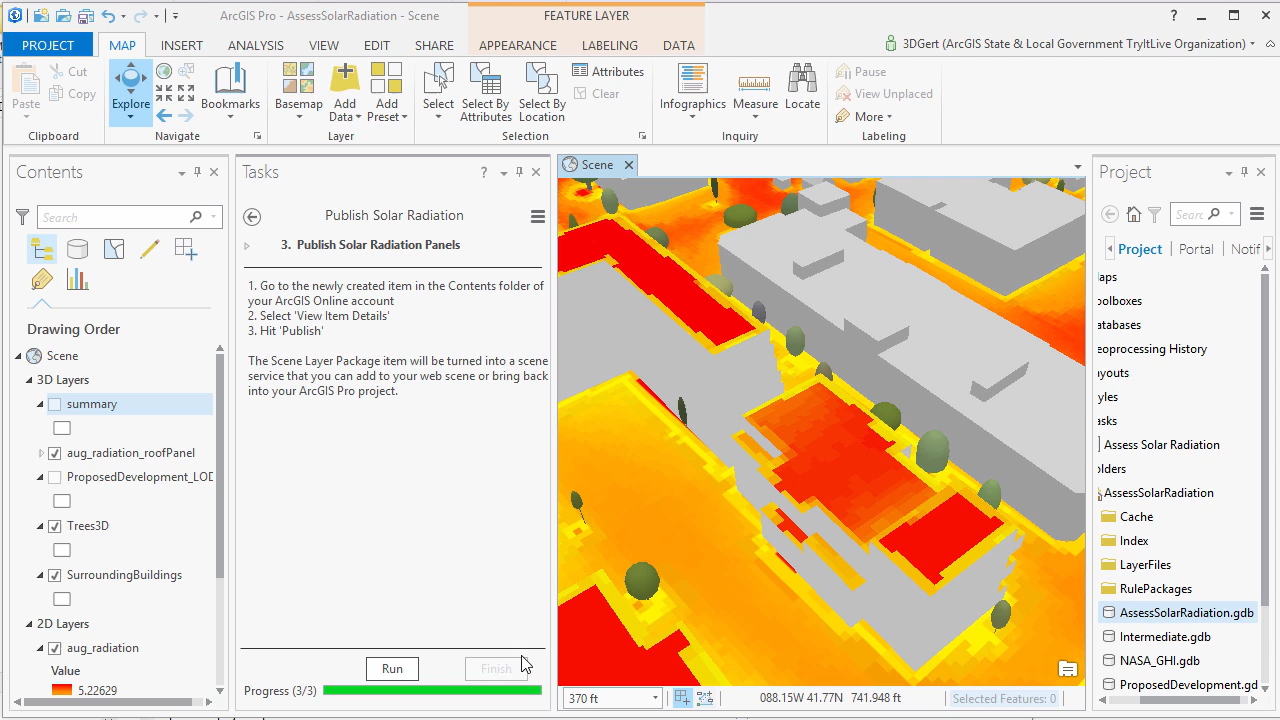 ArcGIS Pro - AssessSolarRadiation - Scene
FEATURE LAYER
?
PROJECT MAP INSERT ANALYSIS VIEW EDIT SHARE APPEARANCE LABELING DATA
3DGert (ArcGIS State & Local Government TryItLive Organization)
Paste
Cut
Copy
Clipboard
Explore
Bookmarks
Navigate
Basemap
Add
Data
Add
Preset
Layer
Select
Select By
Attributes
Select By
Location
Attributes
Clear
Selection
Infographics
Measure
Locate
Inquiry
Pause
View Unplaced
More
Labeling
Contents
Search
Drawing Order
Scene
3D Layers
summary
aug_radiation_roofPanel
ProposedDevelopment_LOD
Trees3D
SurroundingBuildings
2D Layers
aug_radiation
Value
5.22629
Tasks
?
Publish Solar Radiation
3. Publish Solar Radiation Panels
1. Go to the newly created item in the Contents folder of
your ArcGIS Online account
2. Select 'View Item Details'
3. Hit 'Publish'
The Scene Layer Package item will be turned into a scene
service that you can add to your web scene or bring back
into your ArcGIS Pro project.
Run
Finish
Progress (3/3)
Scene
370 ft
088.15W 41.77N 741.948 ft
Selected Features: 0
Project
Searc
Project Portal Notif
laps
oolboxes
atabases
eoprocessing History
youts
yles
asks
Assess Solar Radiation
olders
AssessSolarRadiation
Cache
Index
LayerFiles
RulePackages
AssessSolarRadiation.gdb
Intermediate.gdb
NASA_GHI.gdb
ProposedDevelopment.gd